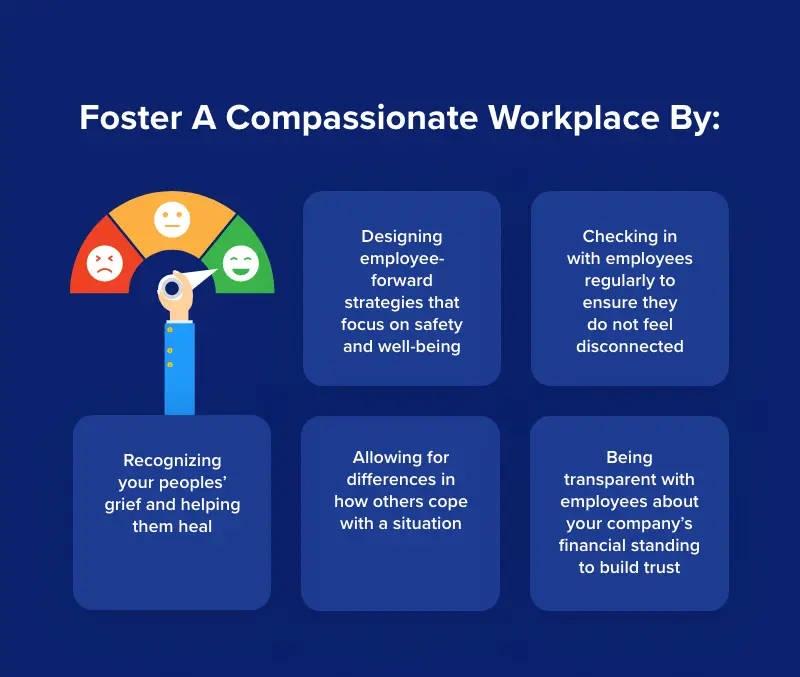 Foster A Compassionate Workplace By:
Designing
employee-
forward
strategies that
focus on safety
and well-being
Checking in
with employees
regularly to
ensure they
do not feel
disconnected
Recognizing
your peoples’
grief and helping
them heal
Allowing for
differences in
how others cope
with a situation
Being
transparent with
employees about
your company’s
financial standing
to build trust